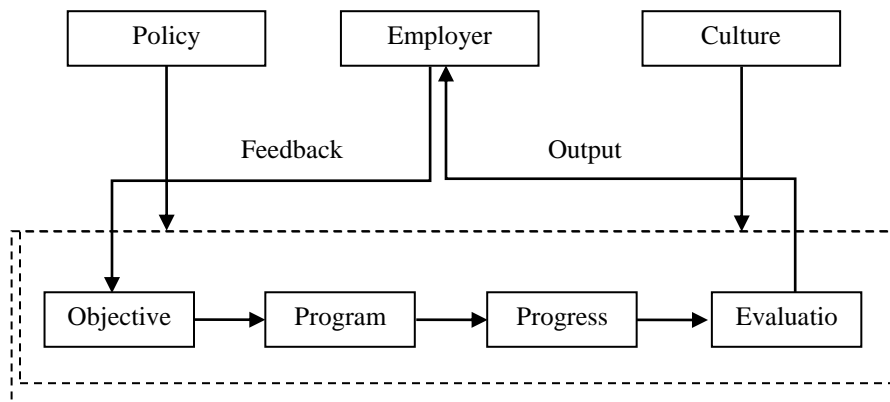 Policy
Employer
Culture
Feedback
Output
Objective
Program
Progress
Evaluatio